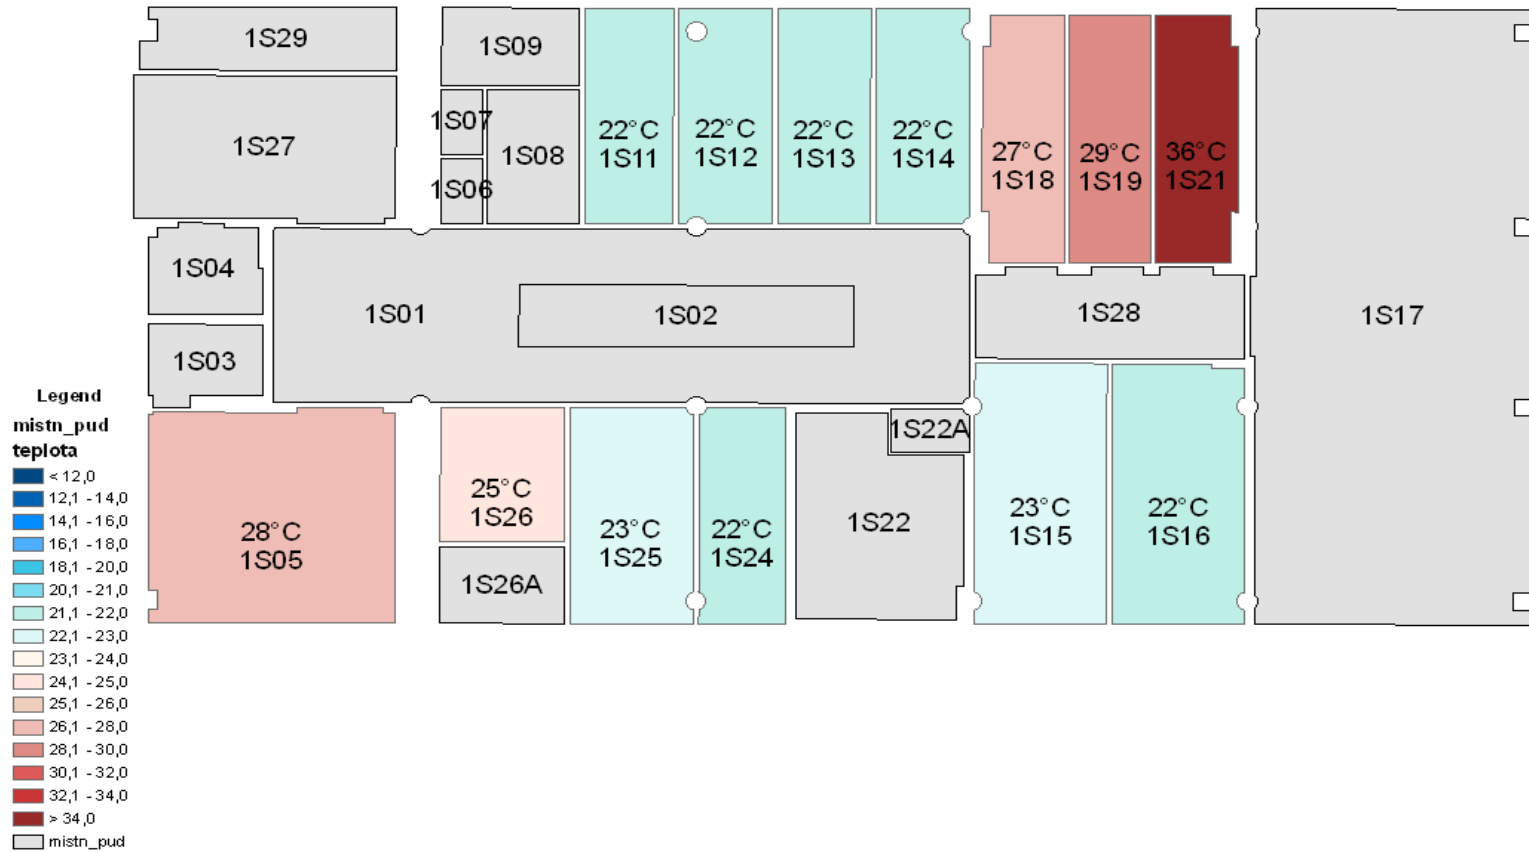 1S29
1S09
1S27
1S07
1S08
1S06
22°C
1S11
22°C
1S12
22°C
1S13
22°C
1S14
27°C
1S18
29°C
1S19
36°C
1S21
1S04
1S03
1S01
1S02
1S28
1S17
28°C
1S05
25°C
1S26
1S26A
23°C
1S25
22°C
1S24
1S22
1S22A
23°C
1S15
22°C
1S16
Legend
mistn_pud
teplota
< 12,0
12,1 - 14,0
14,1 - 16,0
16,1 - 18,0
18,1 - 20,0
20,1 - 21,0
21,1 - 22,0
22,1 - 23,0
23,1 - 24,0
24,1 - 25,0
25,1 - 26,0
26,1 - 28,0
28,1 - 30,0
30,1 - 32,0
32,1 - 34,0
> 34,0
mistn_pud